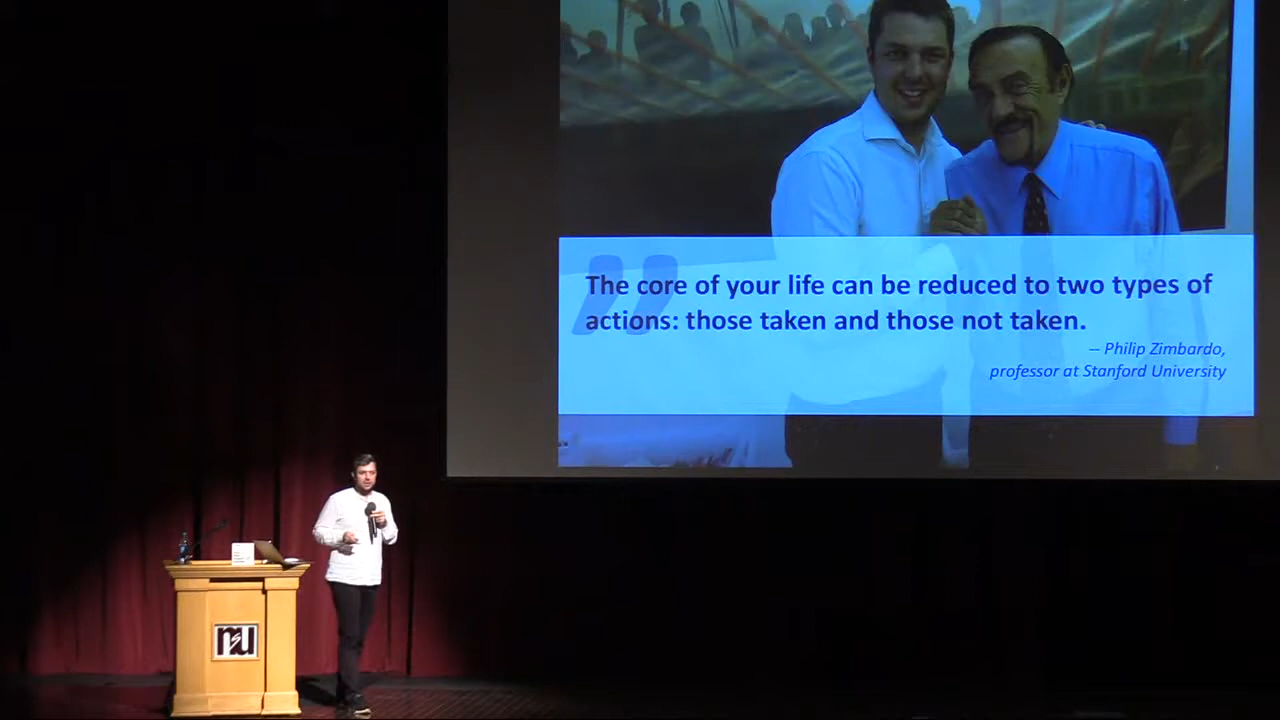 ”
The core of your life can be reduced to two types of
actions: those taken and those not taken.
-- Philip Zimbardo,
professor at Stanford University
nsu